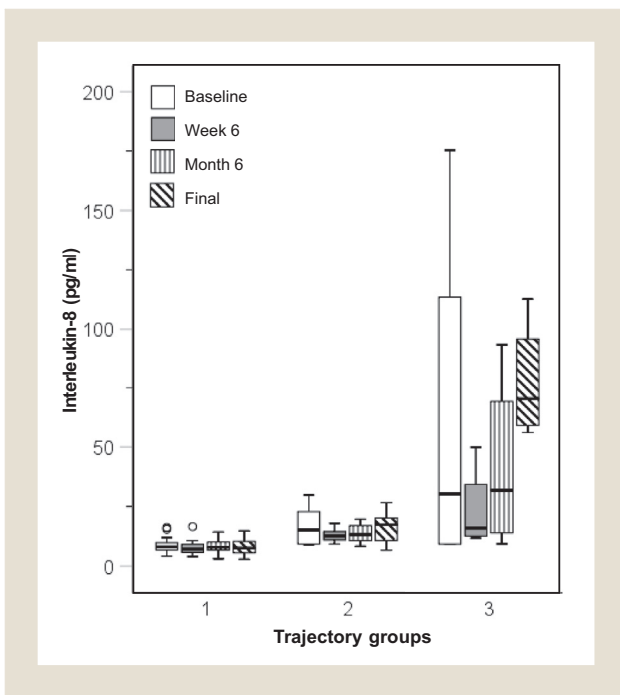 200
150
100
50
0
Interleukin-8 (pg/ml)
Baseline
Week 6
Month 6
Final
1 2 3
Trajectory groups